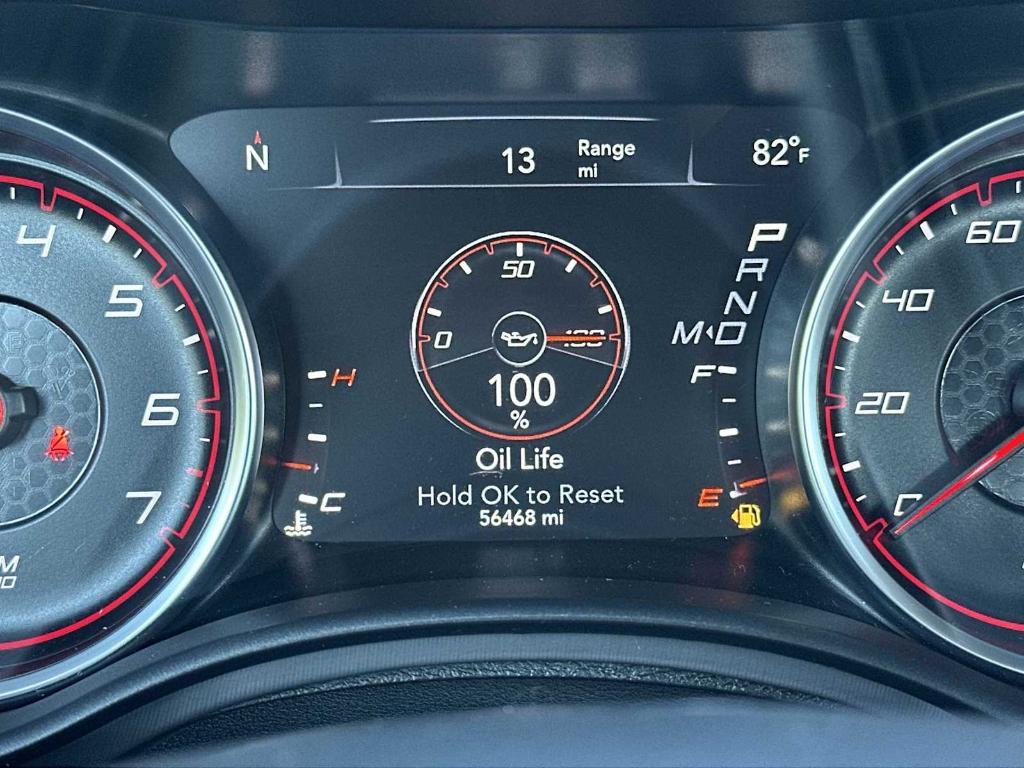 N
13
Range
mi
82°F
P
R
N
M◂D
50
0
100
100
%
Oil Life
Hold OK to Reset
56468 mi
H
C
F
E
4
5
6
7
60
40
20
0